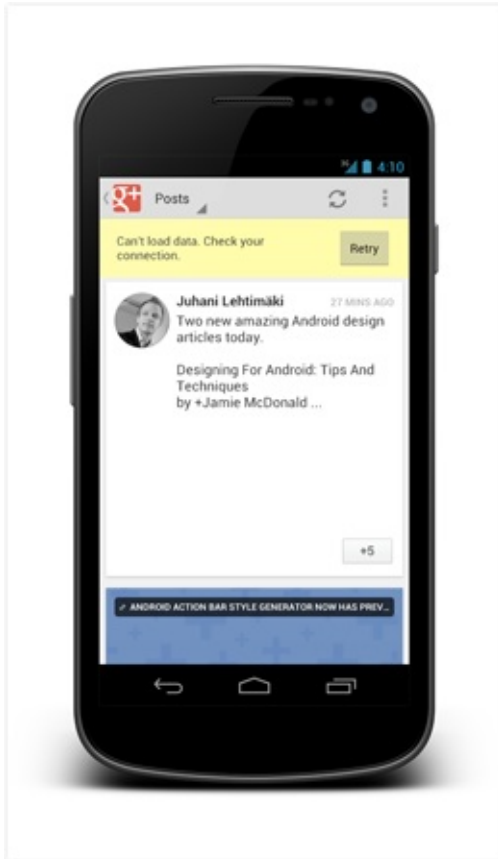 3G 4:10
g+ Posts
Can't load data. Check your
connection.
Retry
Juhani Lehtimäki 27 MINS AGO
Two new amazing Android design
articles today.
Designing For Android: Tips And
Techniques
by +Jamie McDonald ...
+5
ANDROID ACTION BAR STYLE GENERATOR NOW HAS PREV...